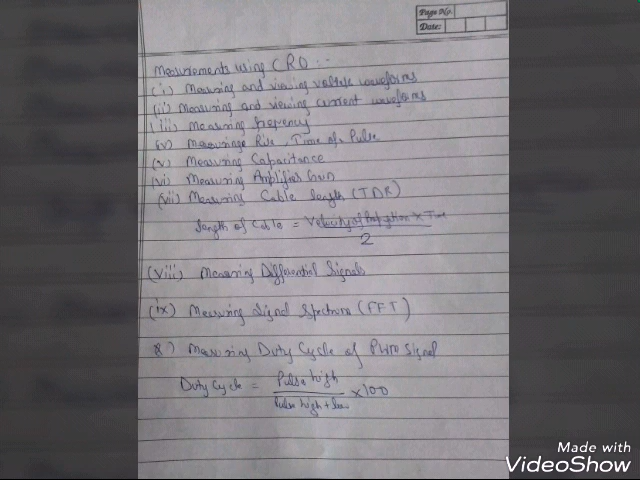 Page No.
Date:
Measurements using CRO :-
(i) Measuring and viewing voltage waveforms
(ii) Measuring and viewing current waveforms
(iii) Measuring frequency
(iv) Measuring Rise Time of a Pulse
(v) Measuring Capacitance
(vi) Measuring Amplifier Gain
(vii) Measuring Cable length (TDR)
Length of Cable = Velocity of Propagation x Time
2
(viii) Measuring Differential Signals
(ix) Measuring Signal Spectrum (FFT)
x) Measuring Duty Cycle of PWM Signal
Duty Cycle = Pulse high
Pulse high + low x 100
Made with
VideoShow